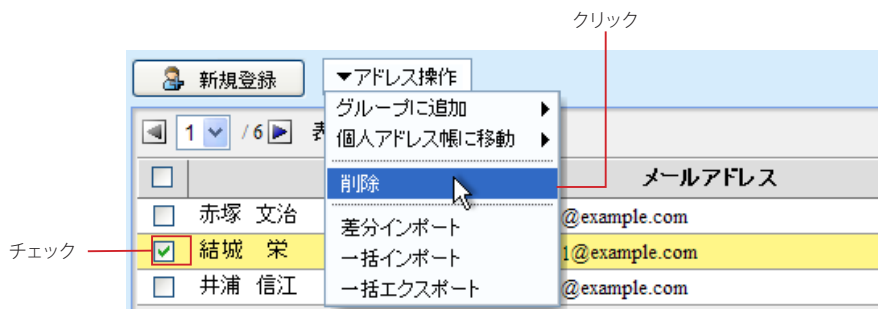 クリック
新規登録 ▼アドレス操作
グループに追加
1 / 6
個人アドレス帳に移動
削除 メールアドレス
赤塚 文治 @example.com
差分インポート
チェック 結城 栄 1@example.com
一括インポート
井浦 信江 @example.com
一括エクスポート